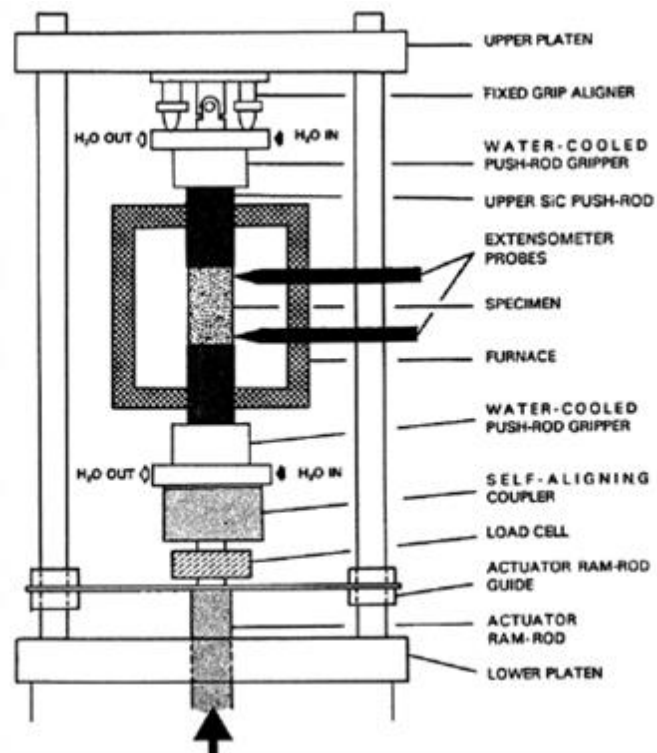 UPPER PLATEN
FIXED GRIP ALIGNER
H₂O OUT
H₂O IN
WATER-COOLED
PUSH-ROD GRIPPER
UPPER SiC PUSH-ROD
EXTENSOMETER
PROBES
SPECIMEN
FURNACE
WATER-COOLED
PUSH-ROD GRIPPER
H₂O OUT
H₂O IN
SELF-ALIGNING
COUPLER
LOAD CELL
ACTUATOR RAM-ROD
GUIDE
ACTUATOR
RAM-ROD
LOWER PLATEN